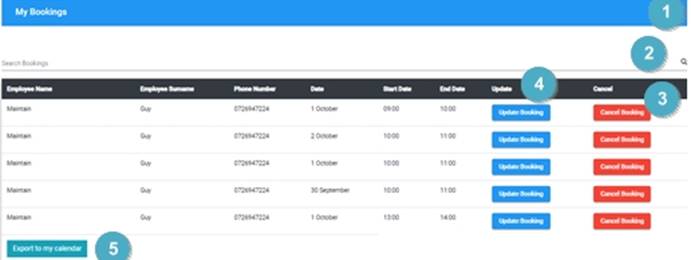 My Bookings 1
2
Search Bookings
4
Employee Name Employee Surname Phone Number Date Start Date End Date Update Cancel
3
Maintain Guy 0726947224 1 October 09:00 10:00 Update Booking Cancel Booking
Maintain Guy 0726947224 2 October 10:00 11:00 Update Booking Cancel Booking
Maintain Guy 0726947224 1 October 10:00 11:00 Update Booking Cancel Booking
Maintain Guy 0726947224 30 September 10:00 11:00 Update Booking Cancel Booking
Maintain Guy 0726947224 1 October 13:00 14:00 Update Booking Cancel Booking
Export to my calendar 5